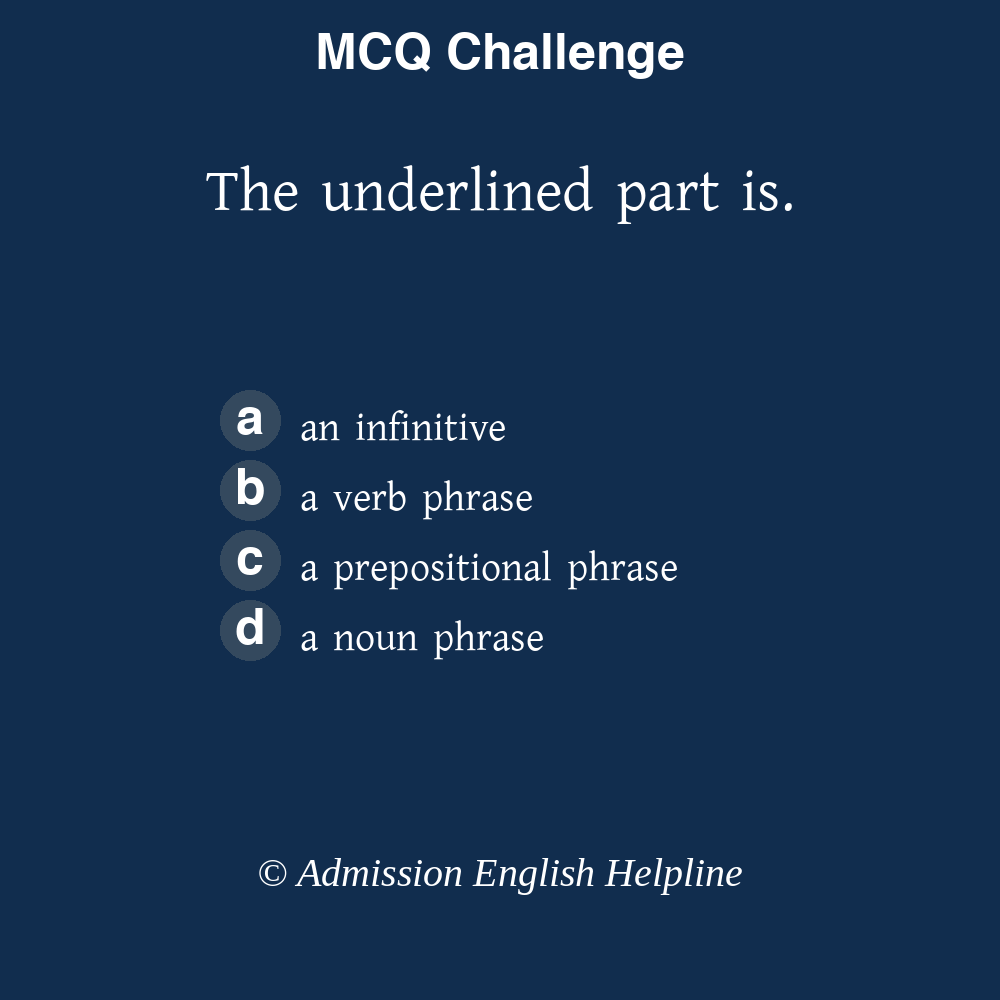 MCQ Challenge
The underlined part is.
a an infinitive
b a verb phrase
c a prepositional phrase
d a noun phrase
© Admission English Helpline